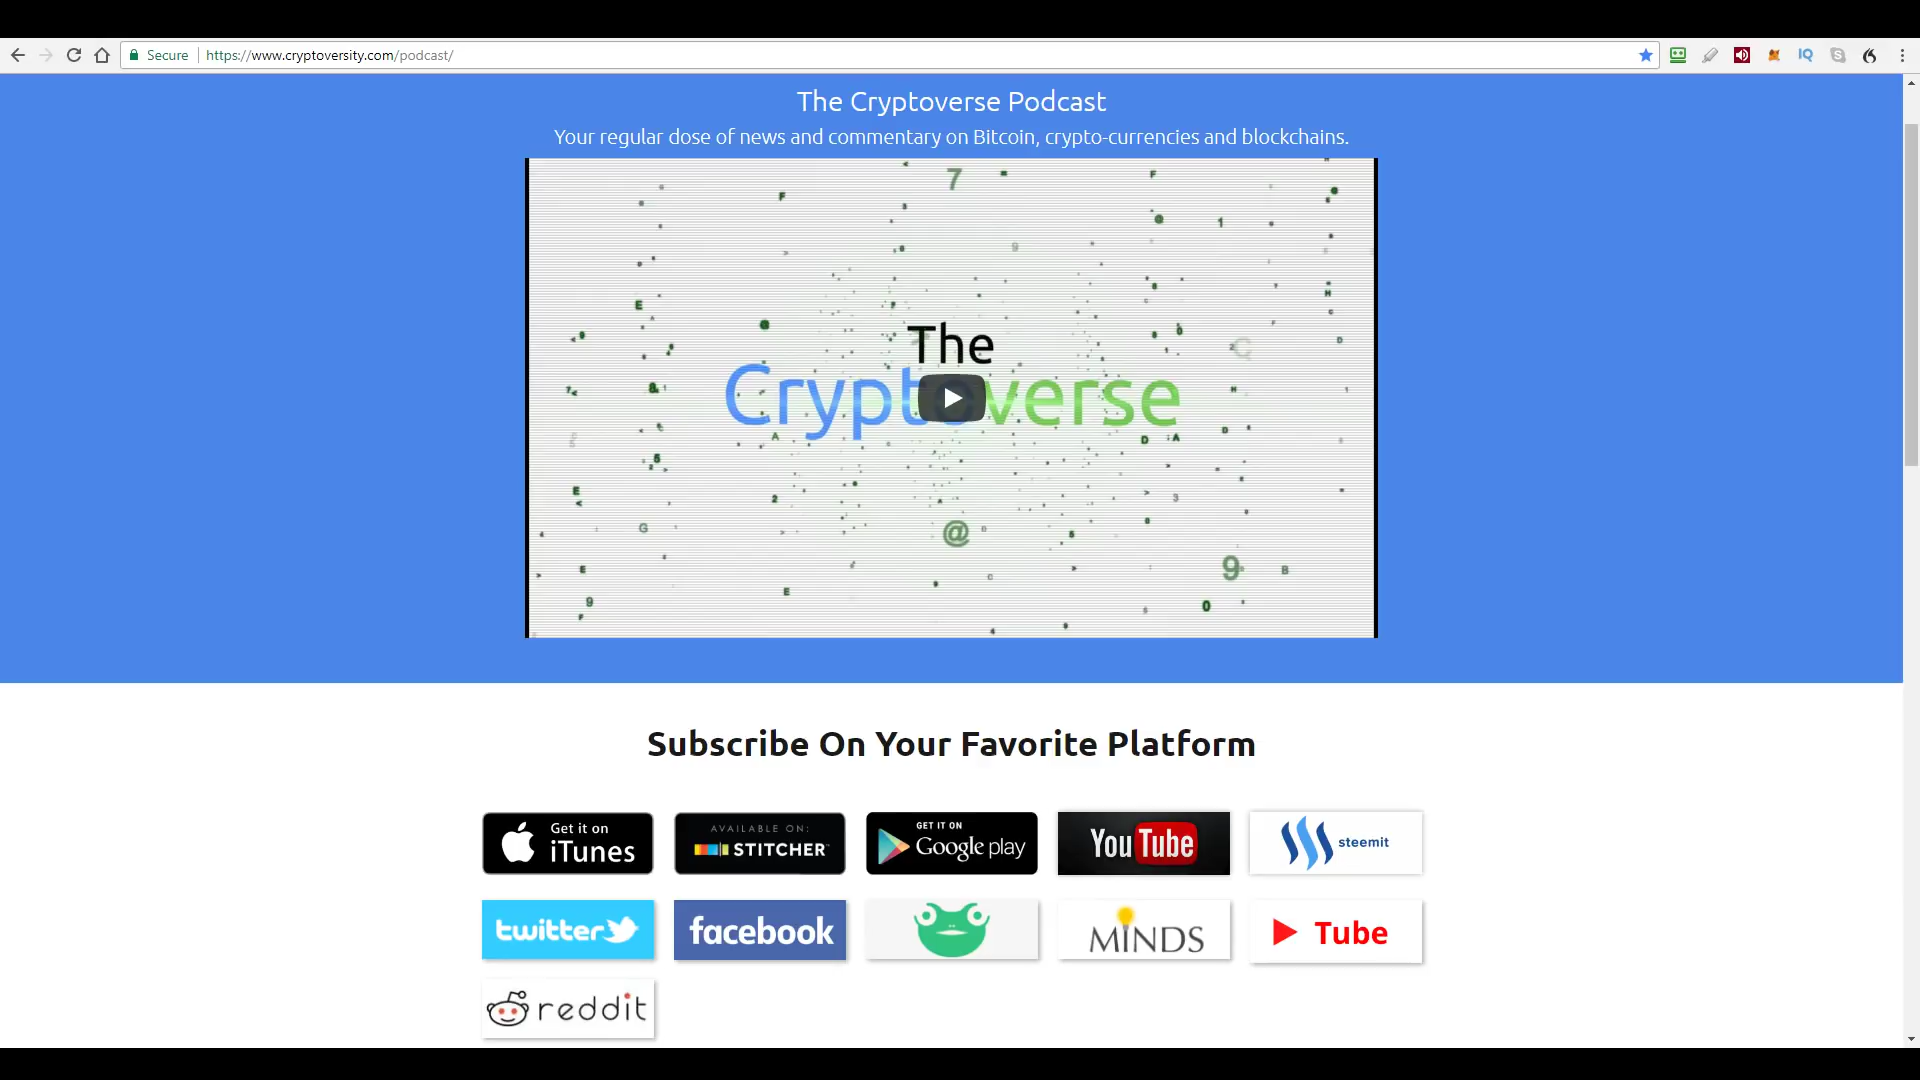 Secure
https://www.cryptoversity.com/podcast/
IQ
The Cryptoverse Podcast
Your regular dose of news and commentary on Bitcoin, crypto-currencies and blockchains.
The
Cryptoverse
Subscribe On Your Favorite Platform
Get it on
iTunes
AVAILABLE ON:
STITCHER
GET IT ON
Google play
YouTube
steemit
twitter
facebook
MINDS
Tube
reddit